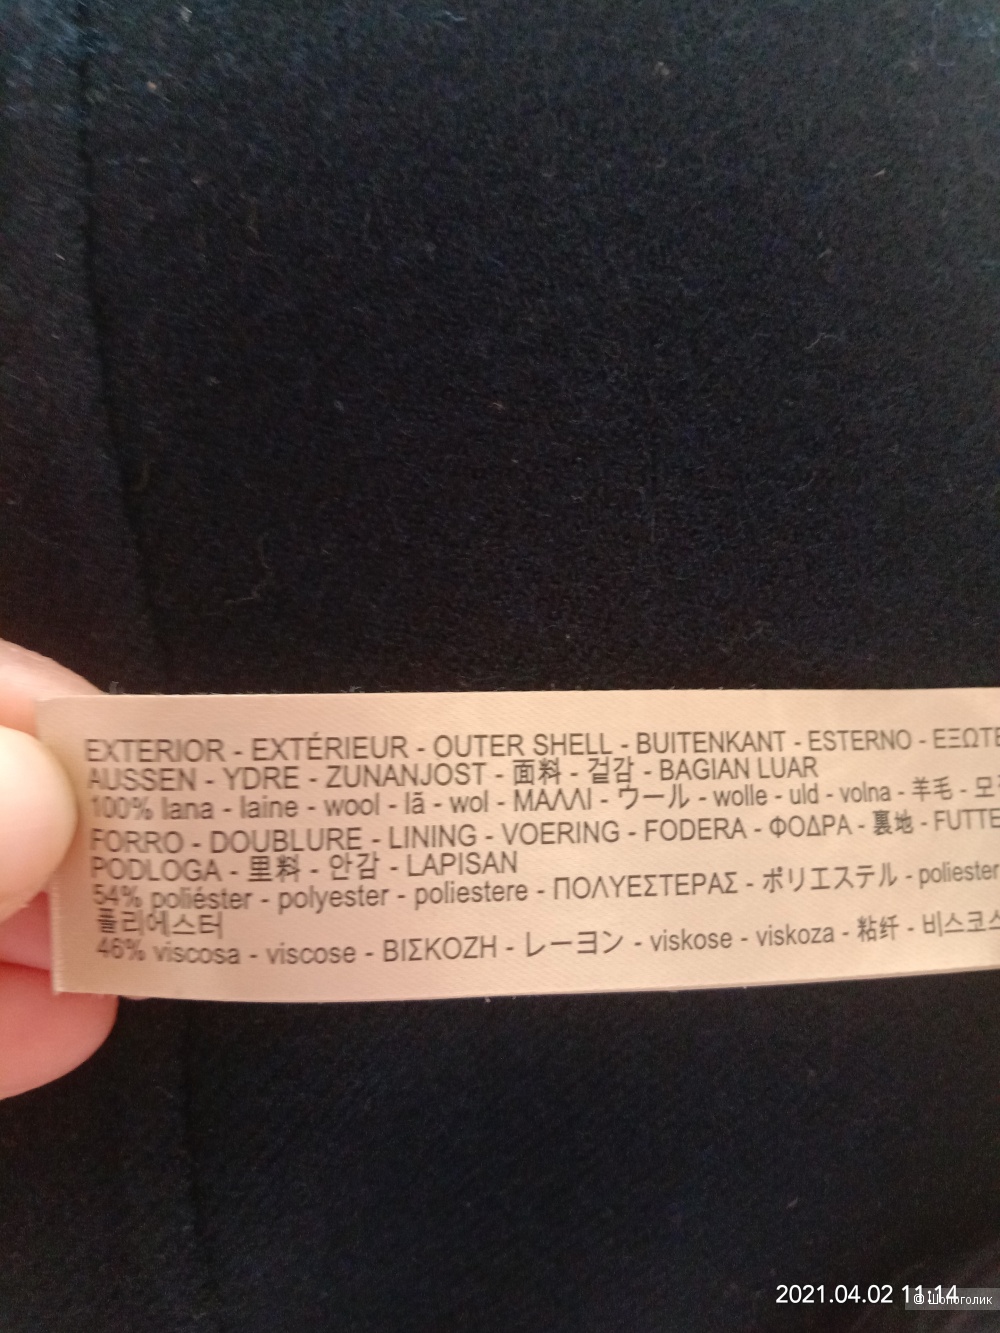 EXTERIOR - EXTÉRIEUR - OUTER SHELL - BUITENKANT - ESTERNO - ΕΞΩΤΕ
AUSSEN - YDRE - ZUNANJOST - 面料 - 겉감 - BAGIAN LUAR
100% lana - laine - wool - lã - wol - ΜΑΛΛΙ - ウール - wolle - uld - volna - 羊毛 - 모
FORRO - DOUBLURE - LINING - VOERING - FODERA - ΦΟΔΡΑ - 裏地 - FUTTE
PODLOGA - 里料 - 안감 - LAPISAN
54% poliéster - polyester - poliestere - ΠΟΛΥΕΣΤΕΡΑΣ - ポリエステル - poliester
폴리에스터
46% viscosa - viscose - ΒΙΣΚΟΖΗ - レーヨン - viskose - viskoza - 粘纤 - 비스코스
2021.04.02 11:14
@ Шопоголик